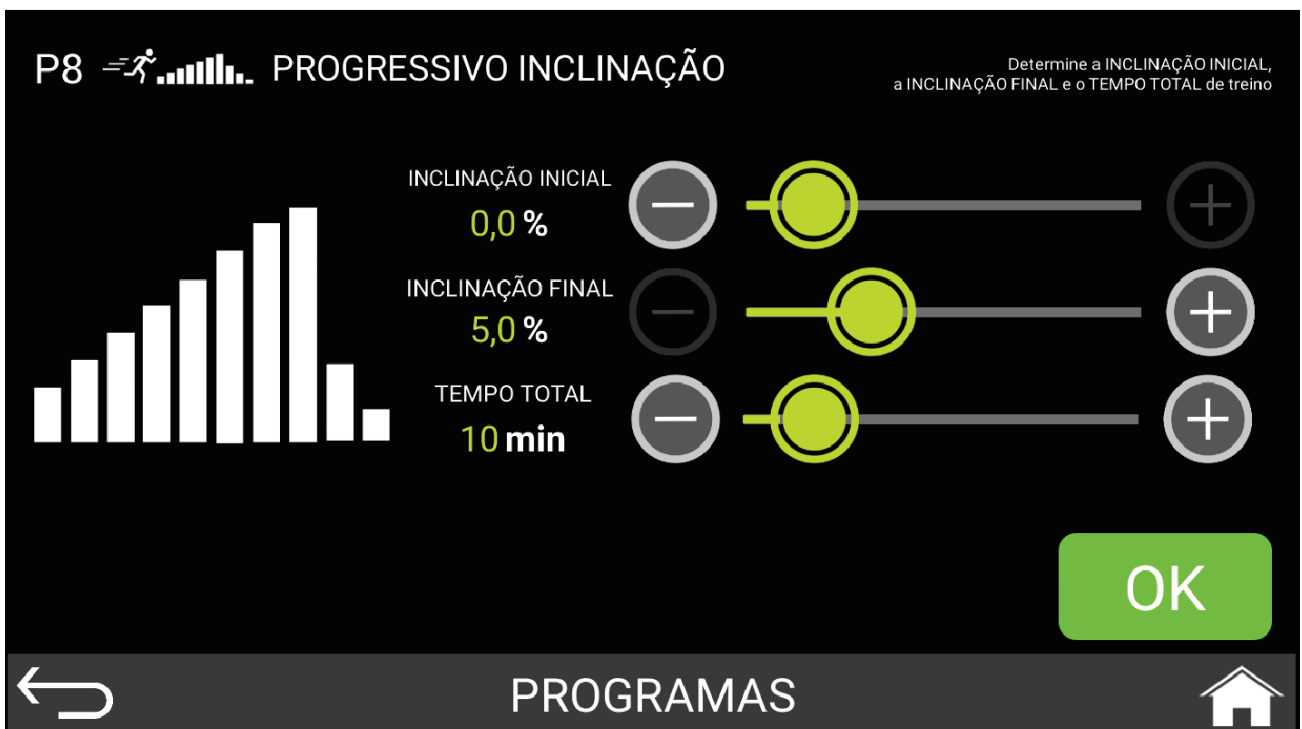 P8 PROGRESSIVO INCLINAÇÃO
Determine a INCLINAÇÃO INICIAL,
a INCLINAÇÃO FINAL e o TEMPO TOTAL de treino
INCLINAÇÃO INICIAL
0,0 %
INCLINAÇÃO FINAL
5,0 %
TEMPO TOTAL
10 min
OK
PROGRAMAS